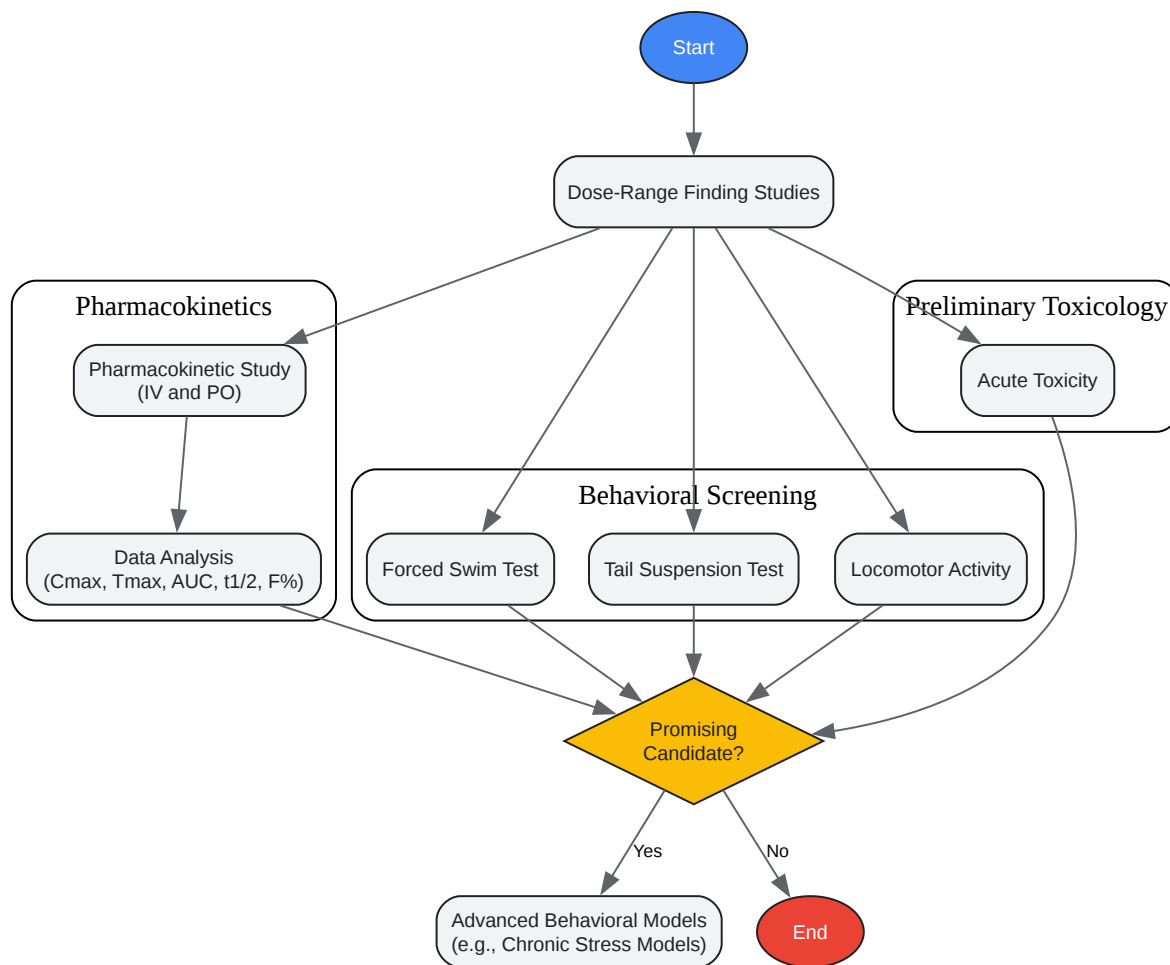 Start
Dose-Range Finding Studies
Pharmacokinetics
Preliminary Toxicology
Pharmacokinetic Study
(IV and PO)
Acute Toxicity
Behavioral Screening
Data Analysis
(Cmax, Tmax, AUC, t1/2, F%)
Forced Swim Test
Tail Suspension Test
Locomotor Activity
Promising
Candidate?
Yes
No
Advanced Behavioral Models
(e.g., Chronic Stress Models)
End